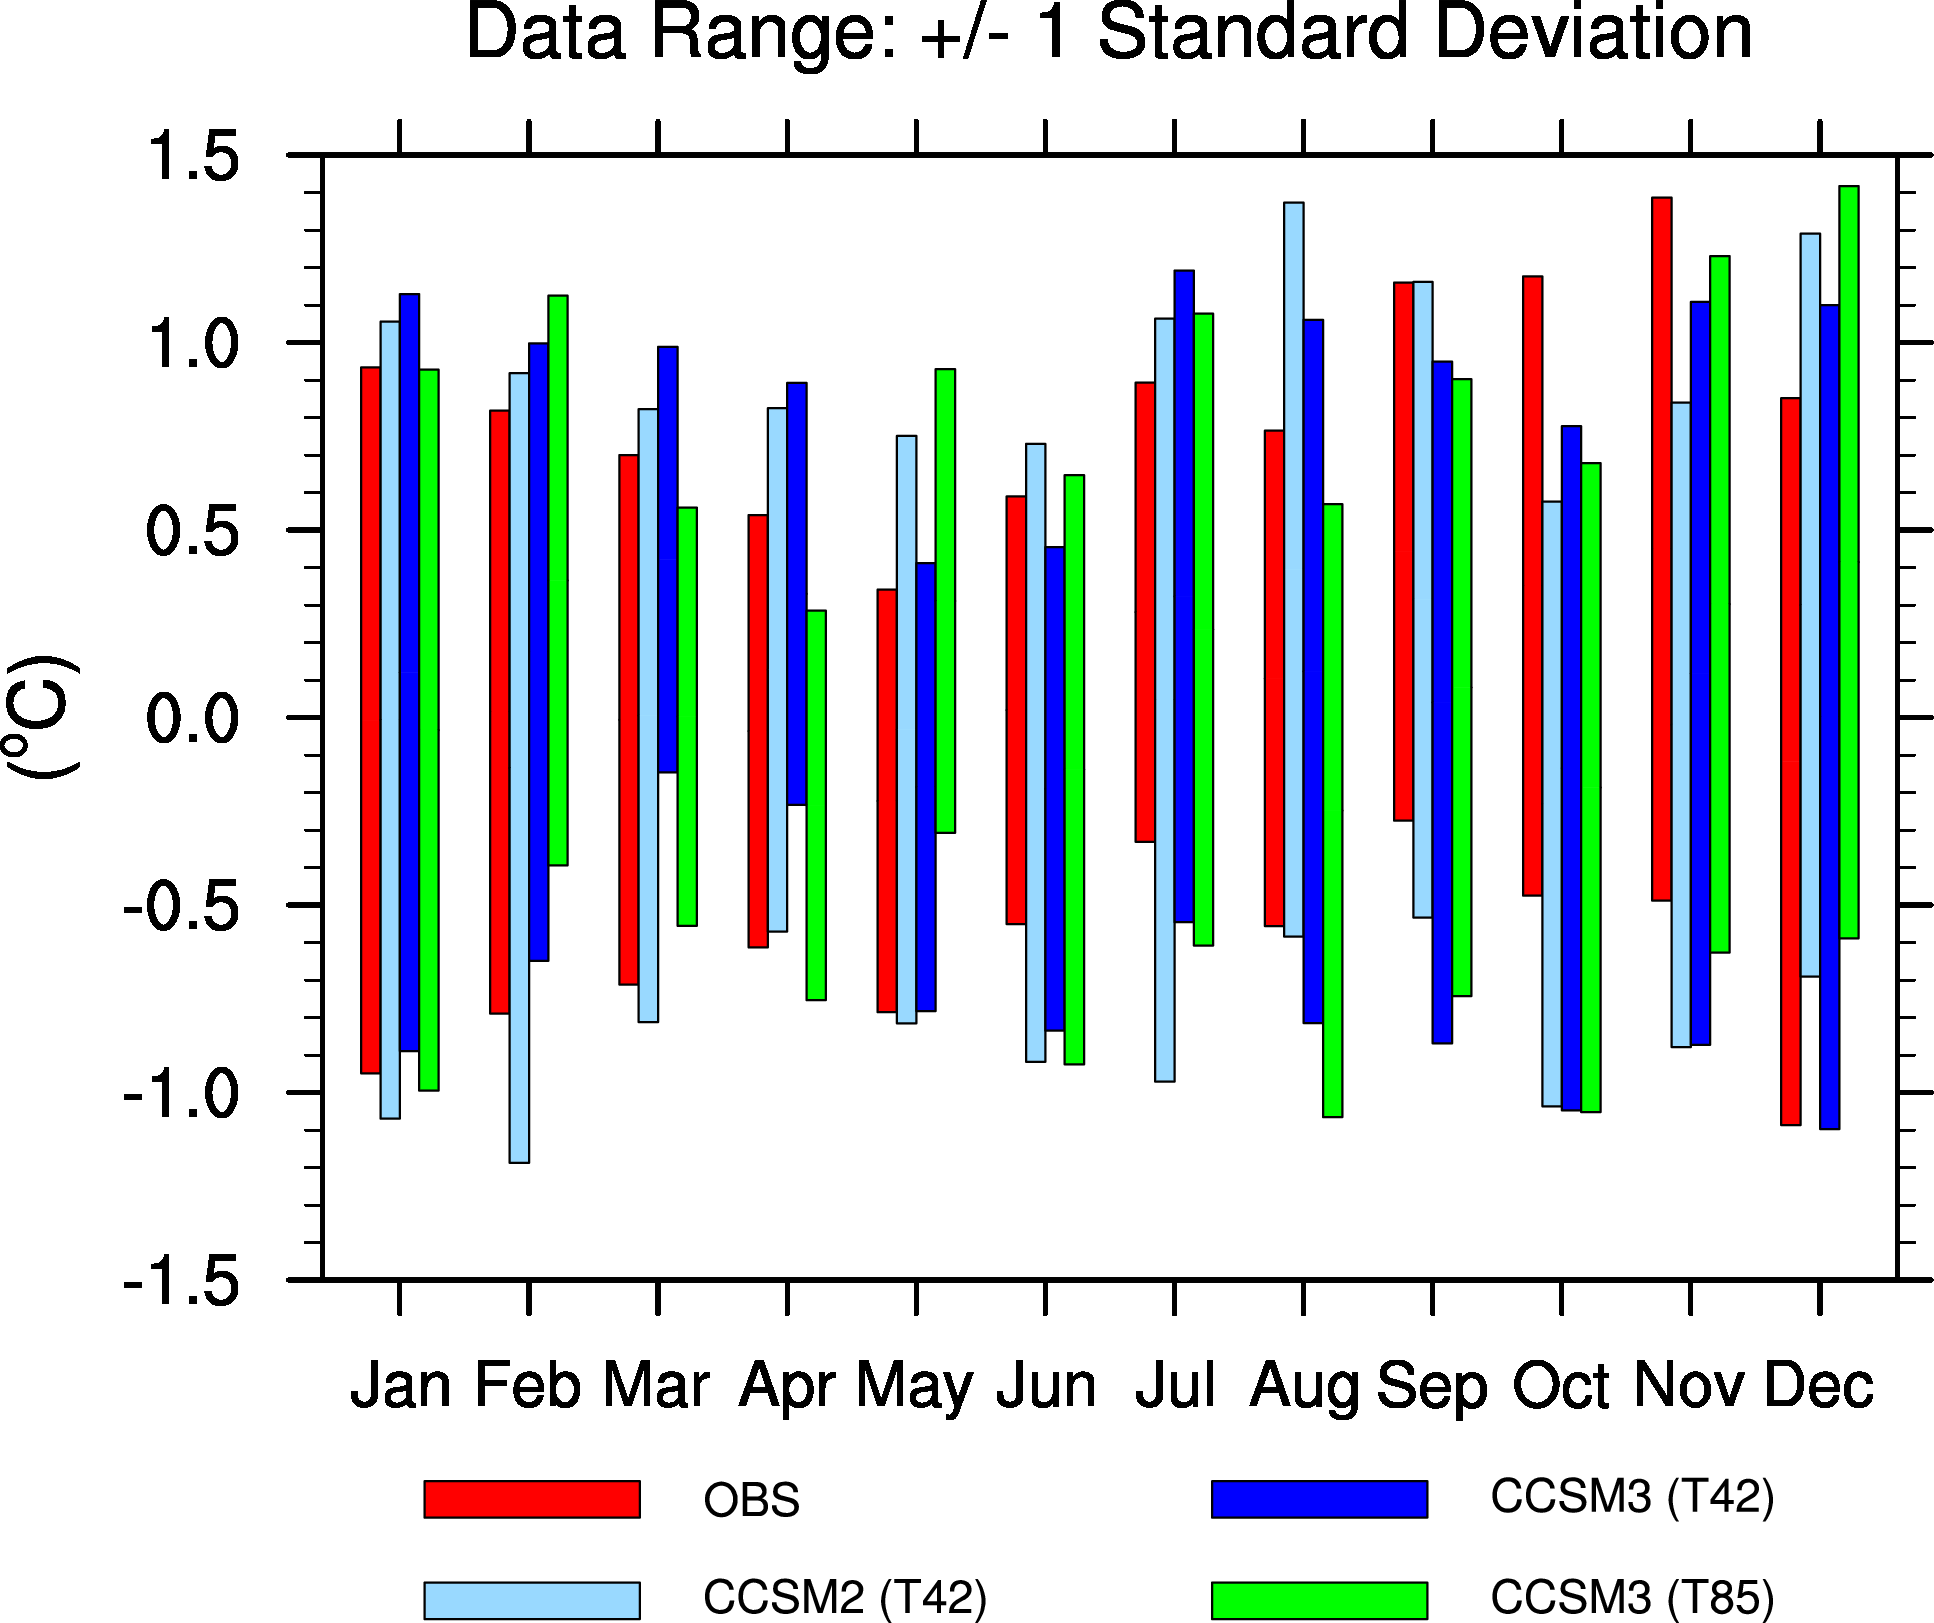 Data Range: +/- 1 Standard Deviation
1.5
1.0
0.5
0.0
-0.5
-1.0
-1.5
(°C)
Jan Feb Mar Apr May Jun Jul Aug Sep Oct Nov Dec
OBS CCSM3 (T42)
CCSM2 (T42) CCSM3 (T85)